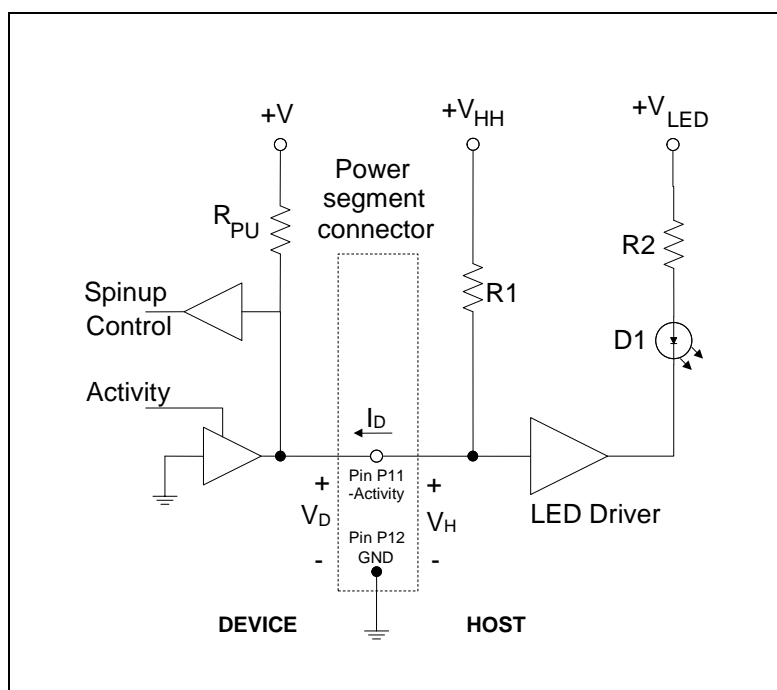 +V
+VHH
+VLED
Power
segment
connector
RPU
R1
R2
D1
Spinup
Control
Activity
ID
Pin P11
-Activity
+
VD
-
+
VH
-
Pin P12
GND
LED Driver
DEVICE
HOST